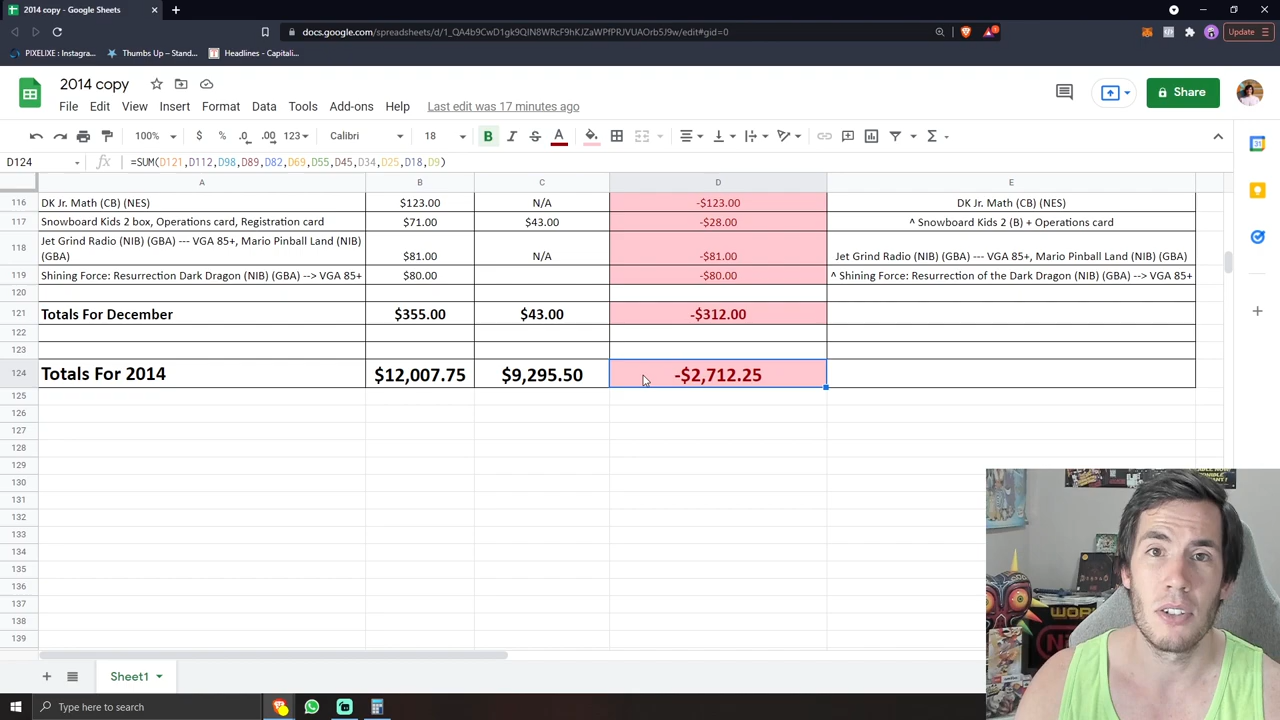 2014 copy - Google Sheets
docs.google.com/spreadsheets/d/1_QA4b9CwD1gk9QIN8WRcF9hKJZaWPfPRJVUAOrb5J9w/edit#gid=0
Update
PIXELIXE : Instagra...
Thumbs Up – Stand...
Headlines - Capitali...
2014 copy
File Edit View Insert Format Data Tools Add-ons Help Last edit was 17 minutes ago
Share
100% $ % .0 .00 123 Calibri 18 B I S A
D124 fx =SUM(D121,D112,D98,D89,D82,D69,D55,D45,D34,D25,D18,D9)
A B C D E
116 DK Jr. Math (CB) (NES) $123.00 N/A -$123.00 DK Jr. Math (CB) (NES)
117 Snowboard Kids 2 box, Operations card, Registration card $71.00 $43.00 -$28.00 ^ Snowboard Kids 2 (B) + Operations card
118 Jet Grind Radio (NIB) (GBA) --- VGA 85+, Mario Pinball Land (NIB) (GBA) $81.00 N/A -$81.00 Jet Grind Radio (NIB) (GBA) --- VGA 85+, Mario Pinball Land (NIB) (GBA)
119 Shining Force: Resurrection Dark Dragon (NIB) (GBA) --> VGA 85+ $80.00 -$80.00 ^ Shining Force: Resurrection of the Dark Dragon (NIB) (GBA) --> VGA 85+
120
121 Totals For December $355.00 $43.00 -$312.00
122
123
124 Totals For 2014 $12,007.75 $9,295.50 -$2,712.25
125
126
127
128
129
130
131
132
133
134
135
136
137
138
139
Sheet1
Type here to search